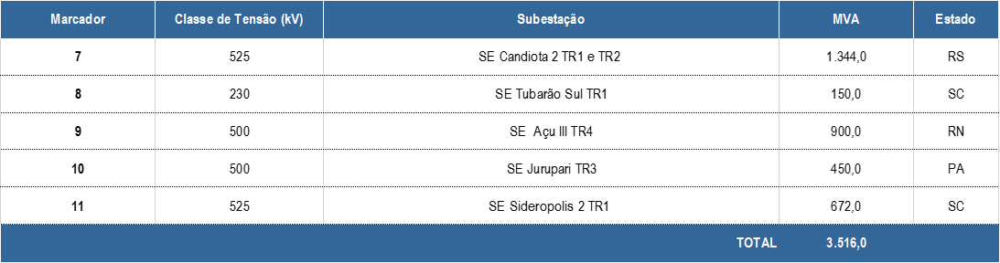 Marcador Classe de Tensão (kV) Subestação MVA Estado
7 525 SE Candiota 2 TR1 e TR2 1.344,0 RS
8 230 SE Tubarão Sul TR1 150,0 SC
9 500 SE Açu III TR4 900,0 RN
10 500 SE Jurupari TR3 450,0 PA
11 525 SE Sideropolis 2 TR1 672,0 SC
TOTAL 3.516,0